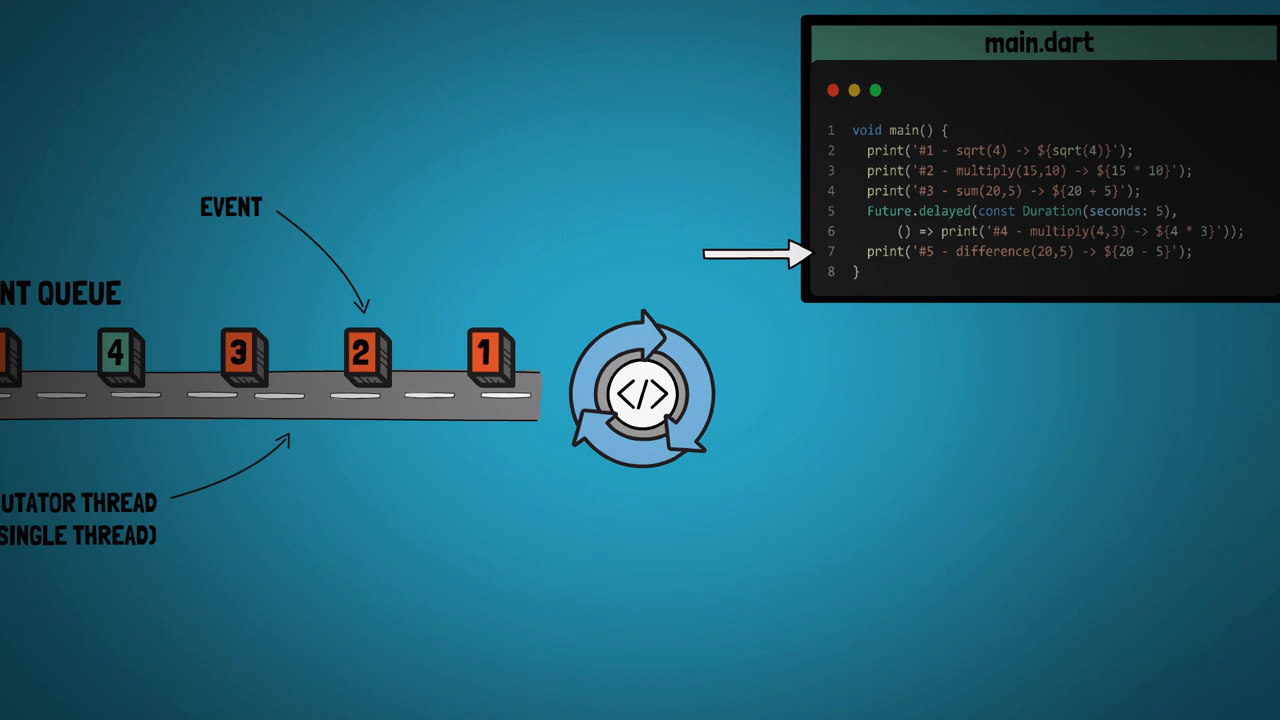 main.dart
1 void main() {
2 print('#1 - sqrt(4) -> ${sqrt(4)}');
3 print('#2 - multiply(15,10) -> ${15 * 10}');
4 print('#3 - sum(20,5) -> ${20 + 5}');
5 Future.delayed(const Duration(seconds: 5),
6 () => print('#4 - multiply(4,3) -> ${4 * 3}'));
7 print('#5 - difference(20,5) -> ${20 - 5}');
8 }
EVENT
NT QUEUE
4 3 2 1
</>
UTATOR THREAD
SINGLE THREAD)